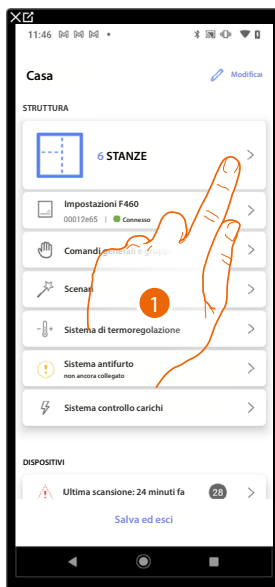 11:46
Casa
Modificar
STRUTTURA
6 STANZE
Impostazioni F460
00012e65 | Connesso
Comandi generali e gruppi
Scenari
1
Sistema di termoregolazione
Sistema antifurto
non ancora collegato
Sistema controllo carichi
DISPOSITIVI
Ultima scansione: 24 minuti fa
28
Salva ed esci